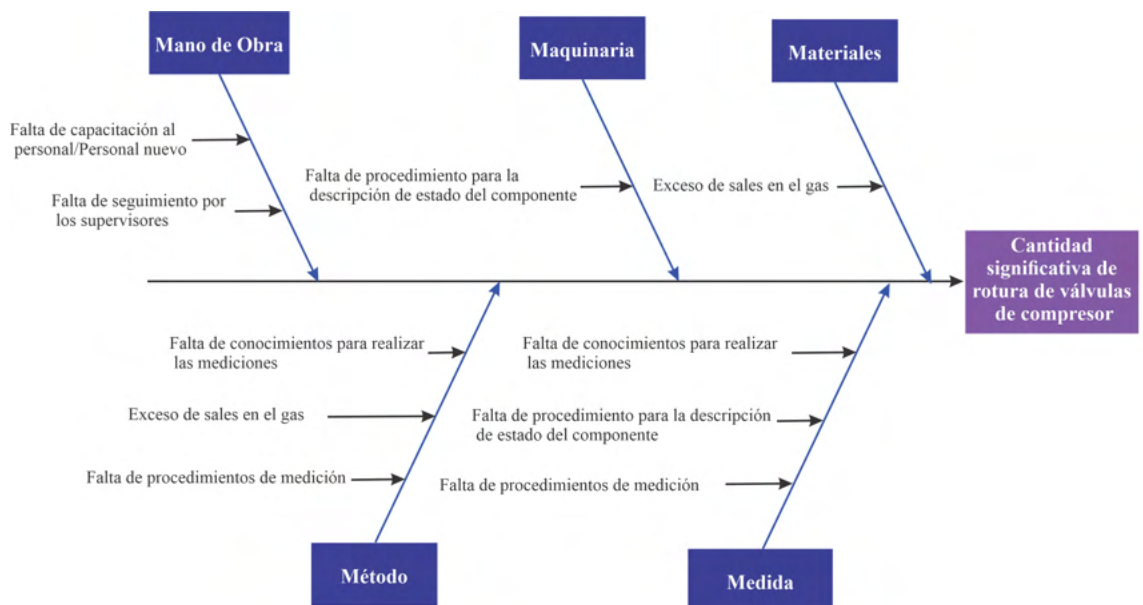 Mano de Obra
Maquinaria
Materiales
Falta de capacitación al
personal/Personal nuevo
Falta de seguimiento por
los supervisores
Falta de procedimiento para la
descripción de estado del componente
Exceso de sales en el gas
Cantidad
significativa de
rotura de válvulas
de compresor
Falta de conocimientos para realizar
las mediciones
Exceso de sales en el gas
Falta de procedimientos de medición
Falta de conocimientos para realizar
las mediciones
Falta de procedimiento para la descripción
de estado del componente
Falta de procedimientos de medición
Método
Medida